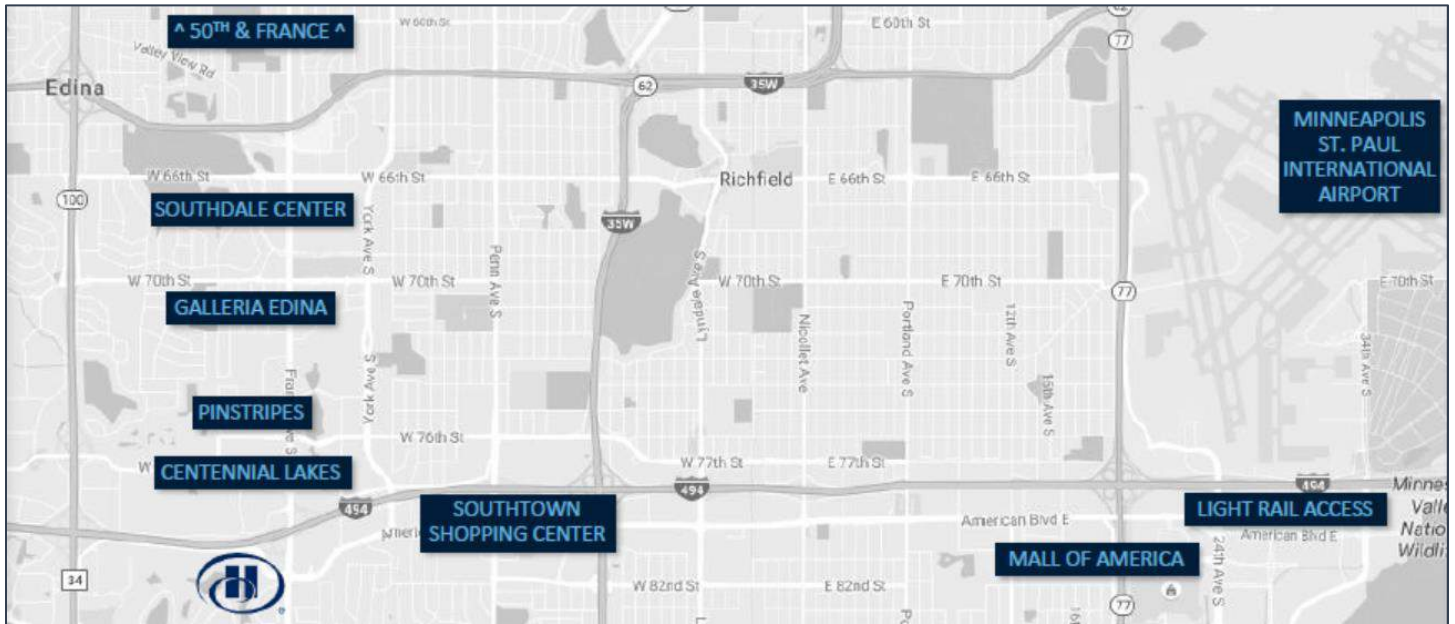 ^ 50TH & FRANCE ^
W 60th St
E 60th St
62
77
Valley View Rd
Edina
62
35W
MINNEAPOLIS
ST. PAUL
INTERNATIONAL
AIRPORT
W 66th St
W 66th St
Richfield
E 66th St
E 66th St
100
SOUTHDALE CENTER
35W
York Ave S
Penn Ave S
Lyndale Ave S
W 70th St
W 70th St
W 70th St
E 70th St
E 70th St
77
GALLERIA EDINA
Nicollet Ave
Portland Ave S
12th Ave S
34th Ave S
York Ave S
15th Ave S
PINSTRIPES
W 76th St
W 77th St
E 77th St
CENTENNIAL LAKES
494
494
494
SOUTHTOWN
SHOPPING CENTER
American Blvd E
LIGHT RAIL ACCESS
American Blvd E
MALL OF AMERICA
24th Ave S
34
H
W 82nd St
E 82nd St
77